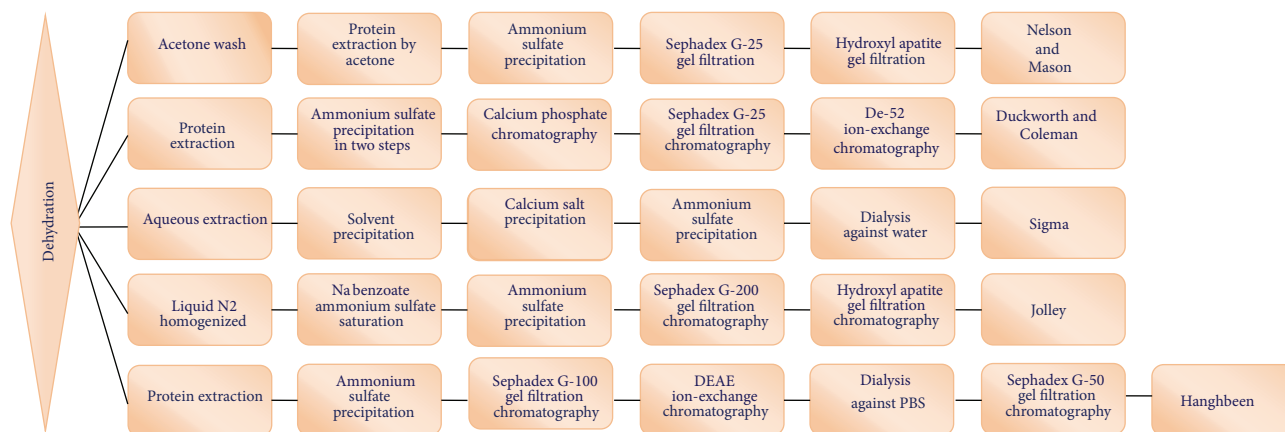 Dehydration
Acetone wash
Protein
extraction by
acetone
Ammonium
sulfate
precipitation
Sephadex G-25
gel filtration
Hydroxyl apatite
gel filtration
Nelson
and
Mason
Protein
extraction
Ammonium sulfate
precipitation
in two steps
Calcium phosphate
chromatography
Sephadex G-25
gel filtration
chromatography
De-52
ion-exchange
chromatography
Duckworth and
Coleman
Aqueous extraction
Solvent
precipitation
Calcium salt
precipitation
Ammonium
sulfate
precipitation
Dialysis
against water
Sigma
Liquid N2
homogenized
Na benzoate
ammonium sulfate
saturation
Ammonium
sulfate
precipitation
Sephadex G-200
gel filtration
chromatography
Hydroxyl apatite
gel filtration
chromatography
Jolley
Protein extraction
Ammonium
sulfate
precipitation
Sephadex G-100
gel filtration
chromatography
DEAE
ion-exchange
chromatography
Dialysis
against PBS
Sephadex G-50
gel filtration
chromatography
Hanghbeen